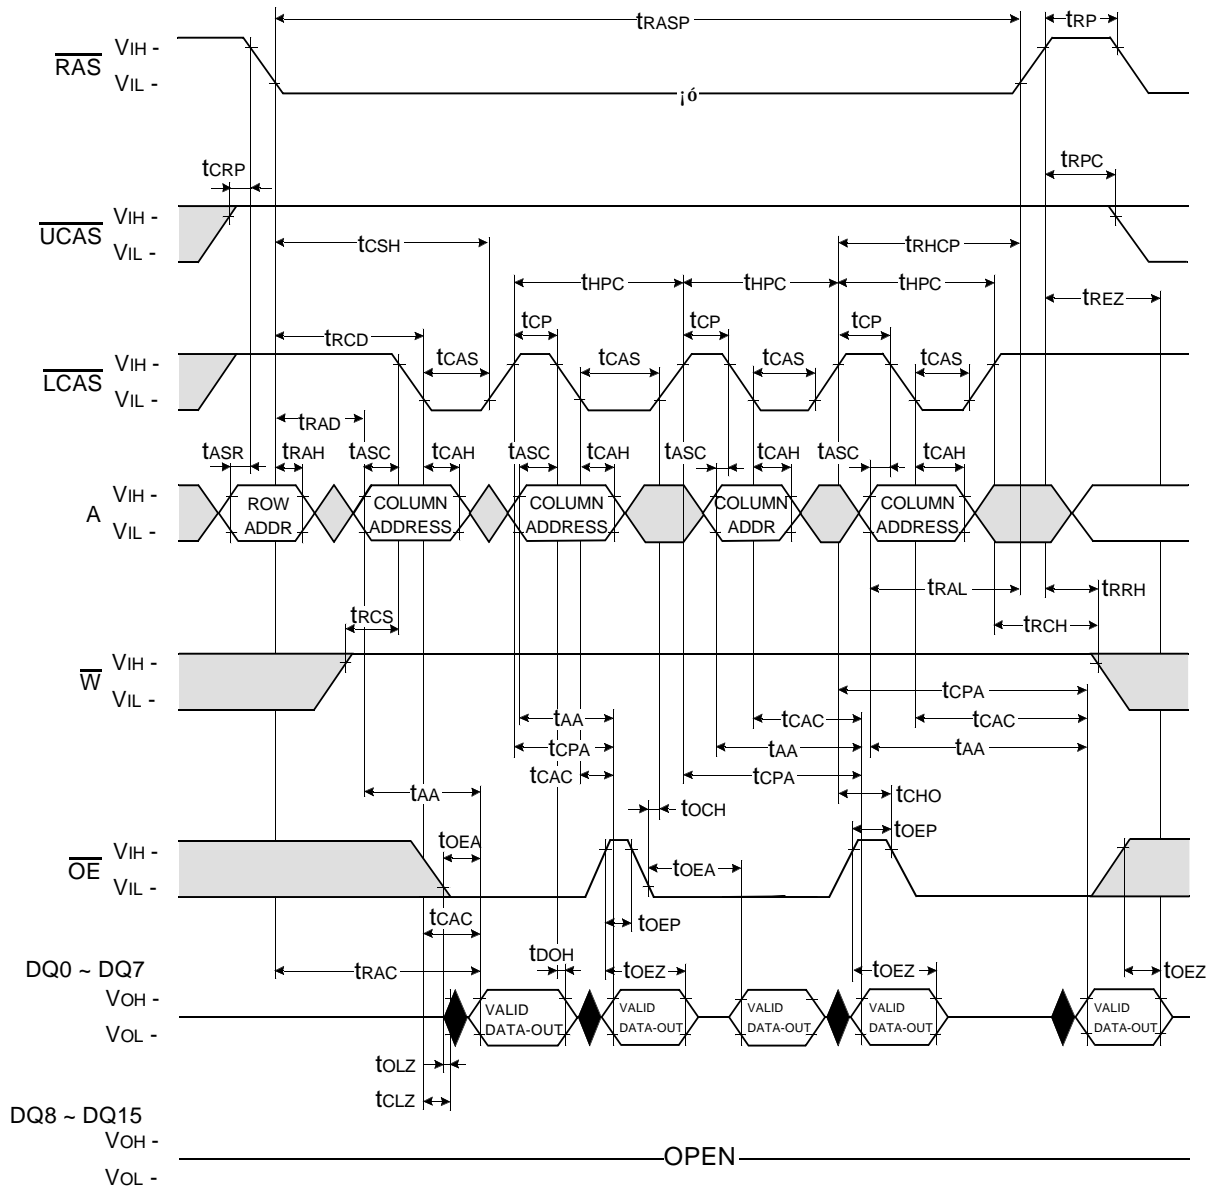 tRASP
tRP
RAS
VIH -
VIL -
¡ó
tCRP
tRPC
UCAS
VIH -
VIL -
tCSH
tRHCP
tHPC
tHPC
tHPC
tREZ
tRCD
tCP
tCP
tCP
LCAS
VIH -
VIL -
tCAS
tCAS
tCAS
tCAS
tRAD
tASR
tRAH
tASC
tCAH
tASC
tCAH
tASC
tCAH
tASC
tCAH
A
VIH -
VIL -
ROW
ADDR
COLUMN
ADDRESS
COLUMN
ADDRESS
COLUMN
ADDR
COLUMN
ADDRESS
tRAL
tRRH
tRCS
tRCH
W
VIH -
VIL -
tCPA
tAA
tCAC
tCAC
tCPA
tAA
tAA
tCAC
tCPA
tAA
tCHO
tOCH
tOEP
OE
VIH -
VIL -
tOEA
tOEA
tCAC
tOEP
tDOH
DQ0 ~ DQ7
tRAC
tOEZ
tOEZ
tOEZ
VOH -
VOL -
VALID
DATA-OUT
VALID
DATA-OUT
VALID
DATA-OUT
VALID
DATA-OUT
VALID
DATA-OUT
tOLZ
tCLZ
DQ8 ~ DQ15
VOH -
VOL -
OPEN